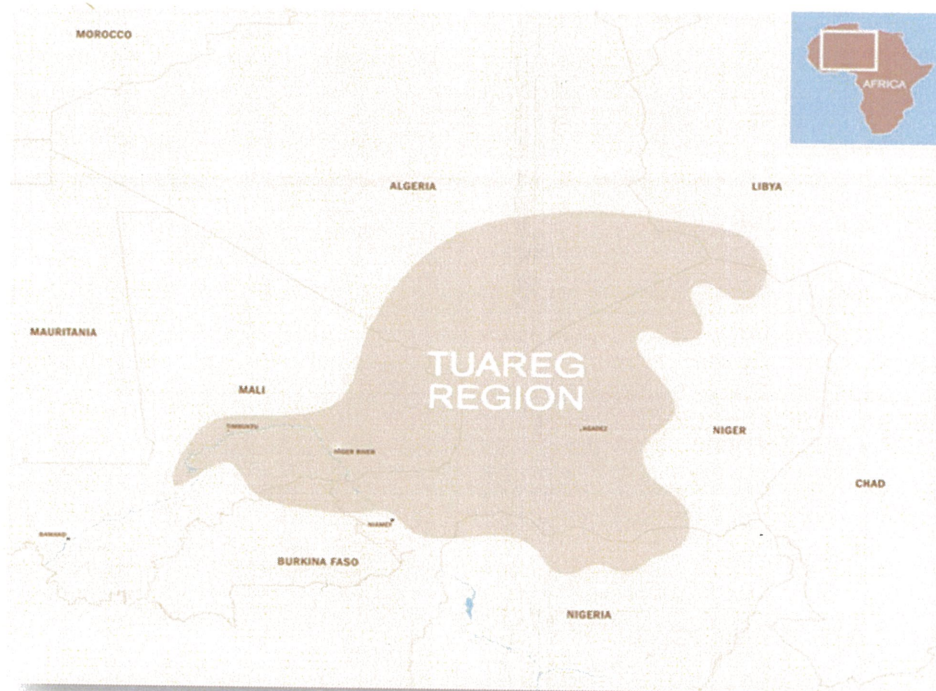 MOROCCO
AFRICA
ALGERIA
LIBYA
MAURITANIA
TUAREG
REGION
MALI
TIMBUKTU
AGADEZ
NIGER
NIGER RIVER
CHAD
NIAMEY
BAMAKO
BURKINA FASO
NIGERIA